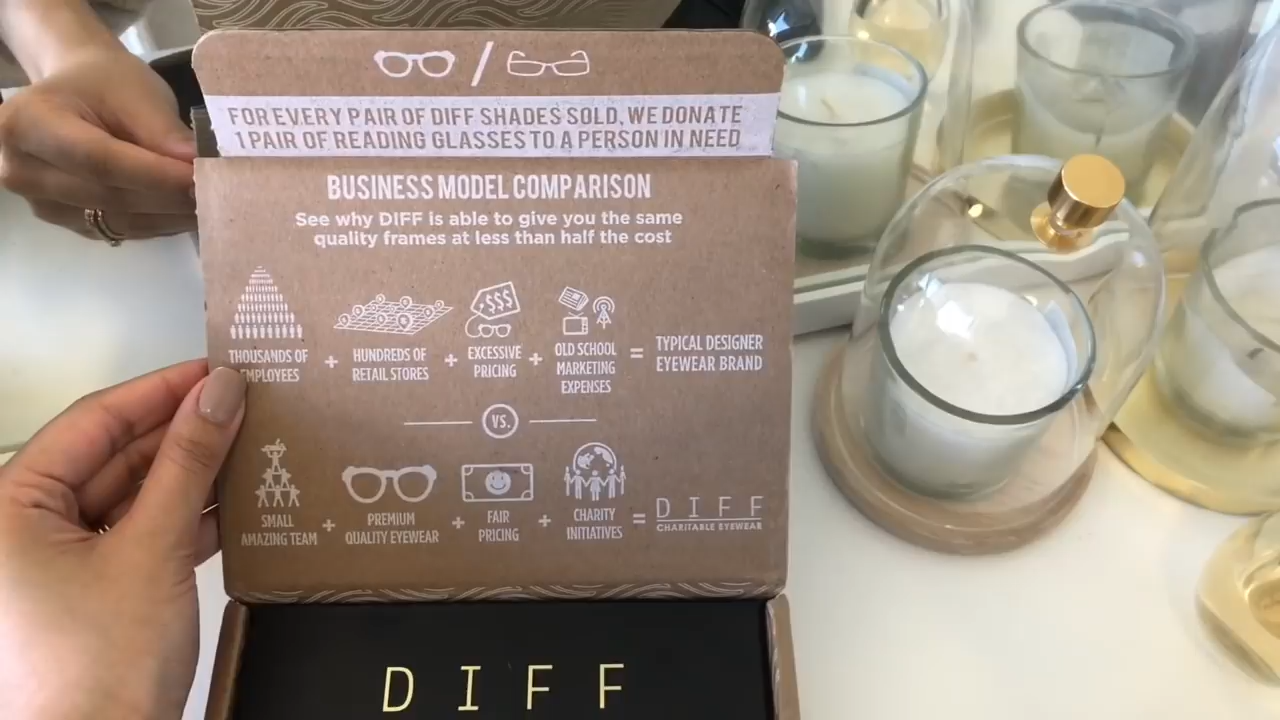 FOR EVERY PAIR OF DIFF SHADES SOLD, WE DONATE
1 PAIR OF READING GLASSES TO A PERSON IN NEED
BUSINESS MODEL COMPARISON
See why DIFF is able to give you the same
quality frames at less than half the cost
$$$
THOUSANDS OF
EMPLOYEES
+
HUNDREDS OF
RETAIL STORES
+
EXCESSIVE
PRICING
+
OLD SCHOOL
MARKETING
EXPENSES
=
TYPICAL DESIGNER
EYEWEAR BRAND
VS.
SMALL
AMAZING TEAM
+
PREMIUM
QUALITY EYEWEAR
+
FAIR
PRICING
+
CHARITY
INITIATIVES
=
DIFF
CHARITABLE EYEWEAR
DIFF